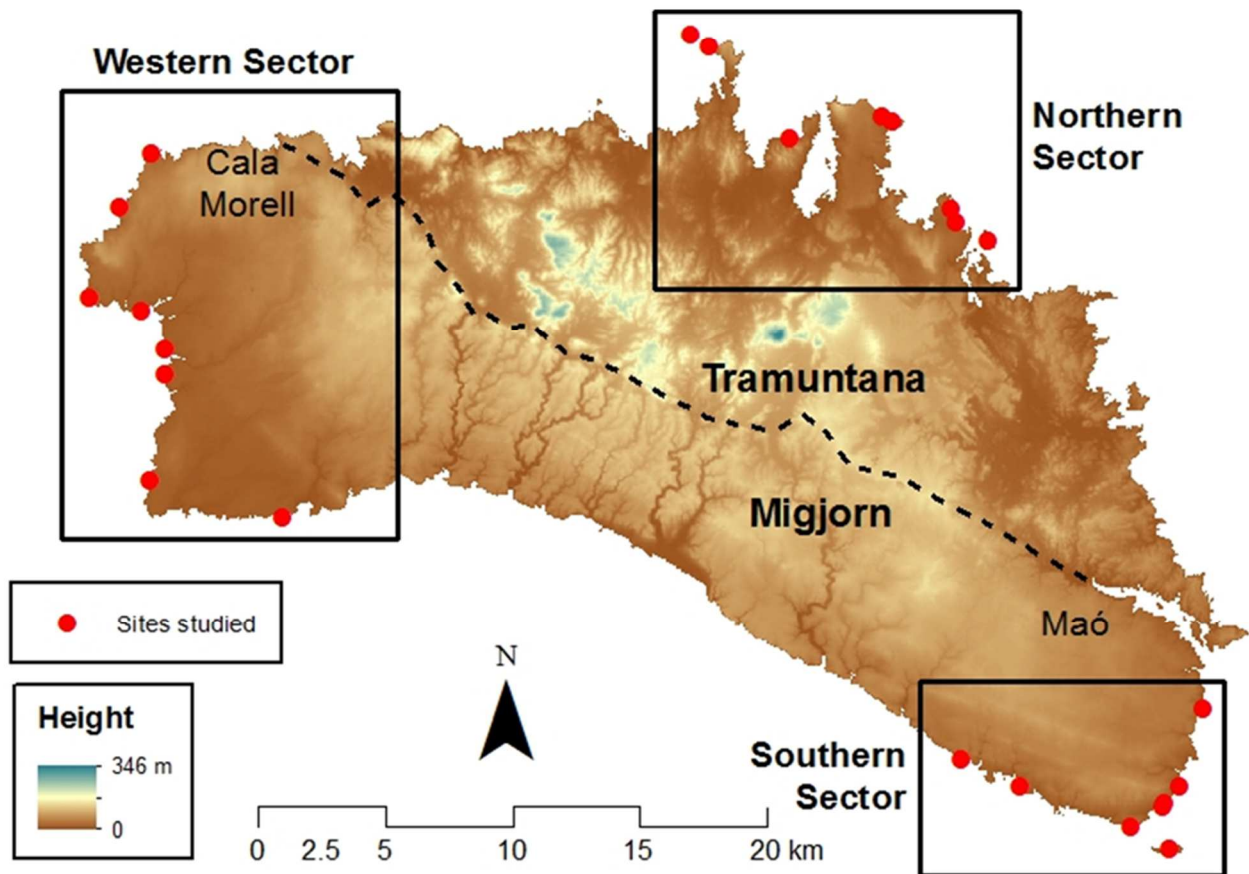 Western Sector
Northern
Sector
Cala
Morell
Tramuntana
Migjorn
Maó
Sites studied
Height
346 m
0
N
Southern
Sector
0 2.5 5 10 15 20 km